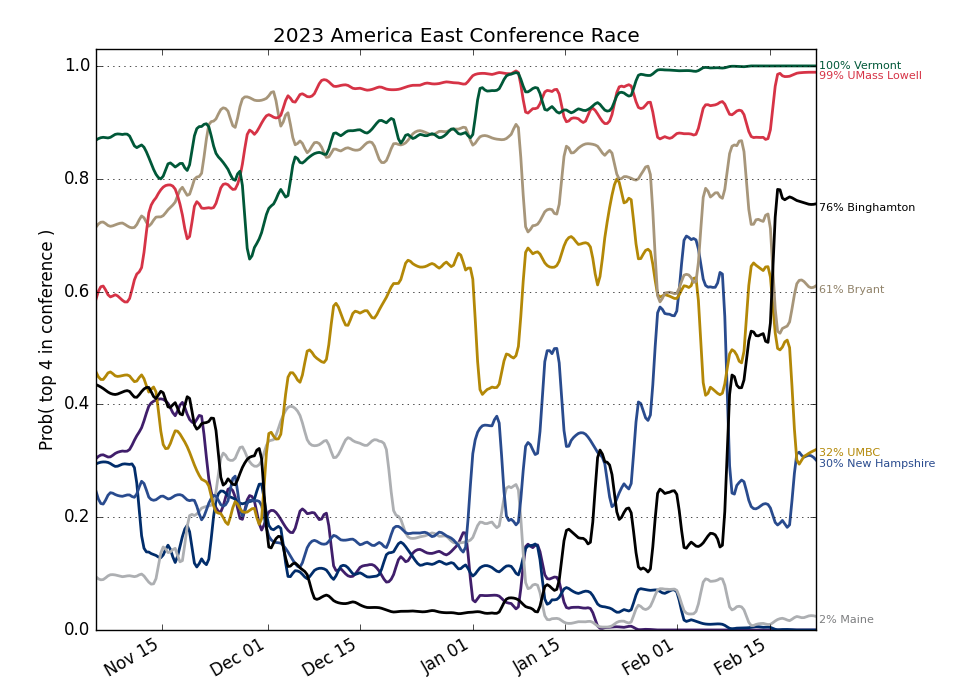 2023 America East Conference Race
Prob( top 4 in conference )
1.0
0.8
0.6
0.4
0.2
0.0
Nov 15
Dec 01
Dec 15
Jan 01
Jan 15
Feb 01
Feb 15
100% Vermont
99% UMass Lowell
76% Binghamton
61% Bryant
32% UMBC
30% New Hampshire
2% Maine